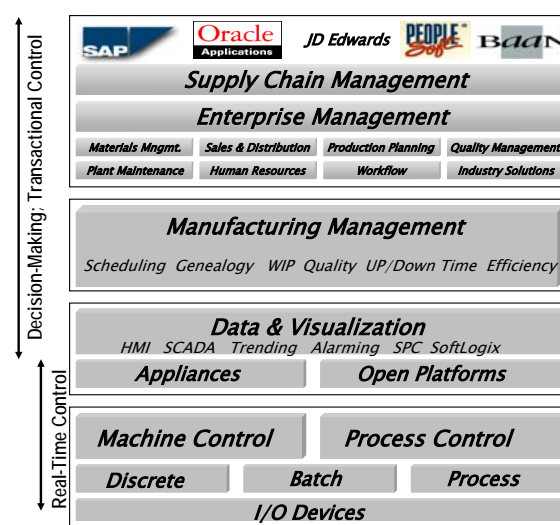 SAP Oracle Applications JD Edwards PEOPLE Soft BaaN
Supply Chain Management
Enterprise Management
Materials Mngmt. Sales & Distribution Production Planning Quality Management
Plant Maintenance Human Resources Workflow Industry Solutions
Manufacturing Management
Scheduling Genealogy WIP Quality UP/Down Time Efficiency
Data & Visualization
HMI SCADA Trending Alarming SPC SoftLogix
Appliances Open Platforms
Machine Control Process Control
Discrete Batch Process
I/O Devices
Decision-Making; Transactional Control
Real-Time Control